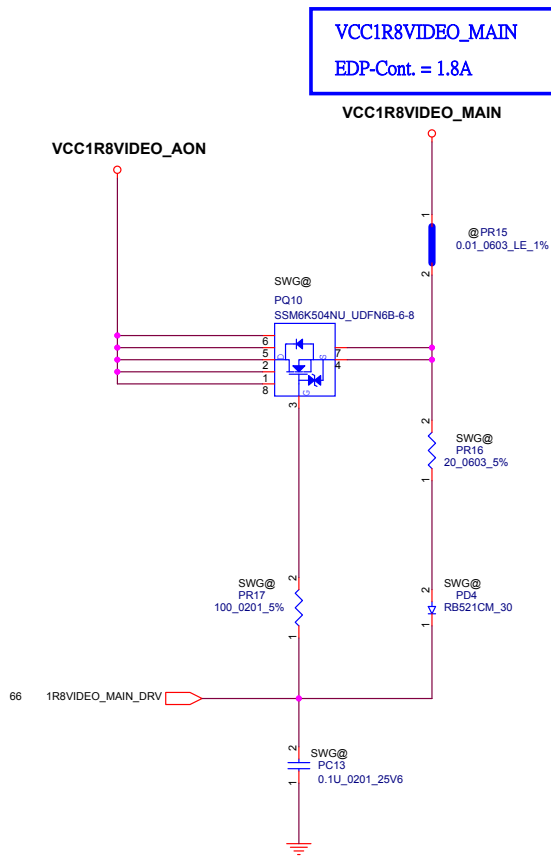 VCC1R8VIDEO_MAIN
EDP-Cont. = 1.8A
VCC1R8VIDEO_MAIN
VCC1R8VIDEO_AON
1
@PR15
0.01_0603_LE_1%
2
SWG@
PQ10
SSM6K504NU_UDFN6B-6-8
6
5
2
1
8
D
S
G
7
4
3
2
SWG@
PR16
20_0603_5%
1
2
SWG@
PR17
100_0201_5%
1
2
SWG@
PD4
RB521CM_30
1
66 1R8VIDEO_MAIN_DRV
2
SWG@
PC13
0.1U_0201_25V6
1